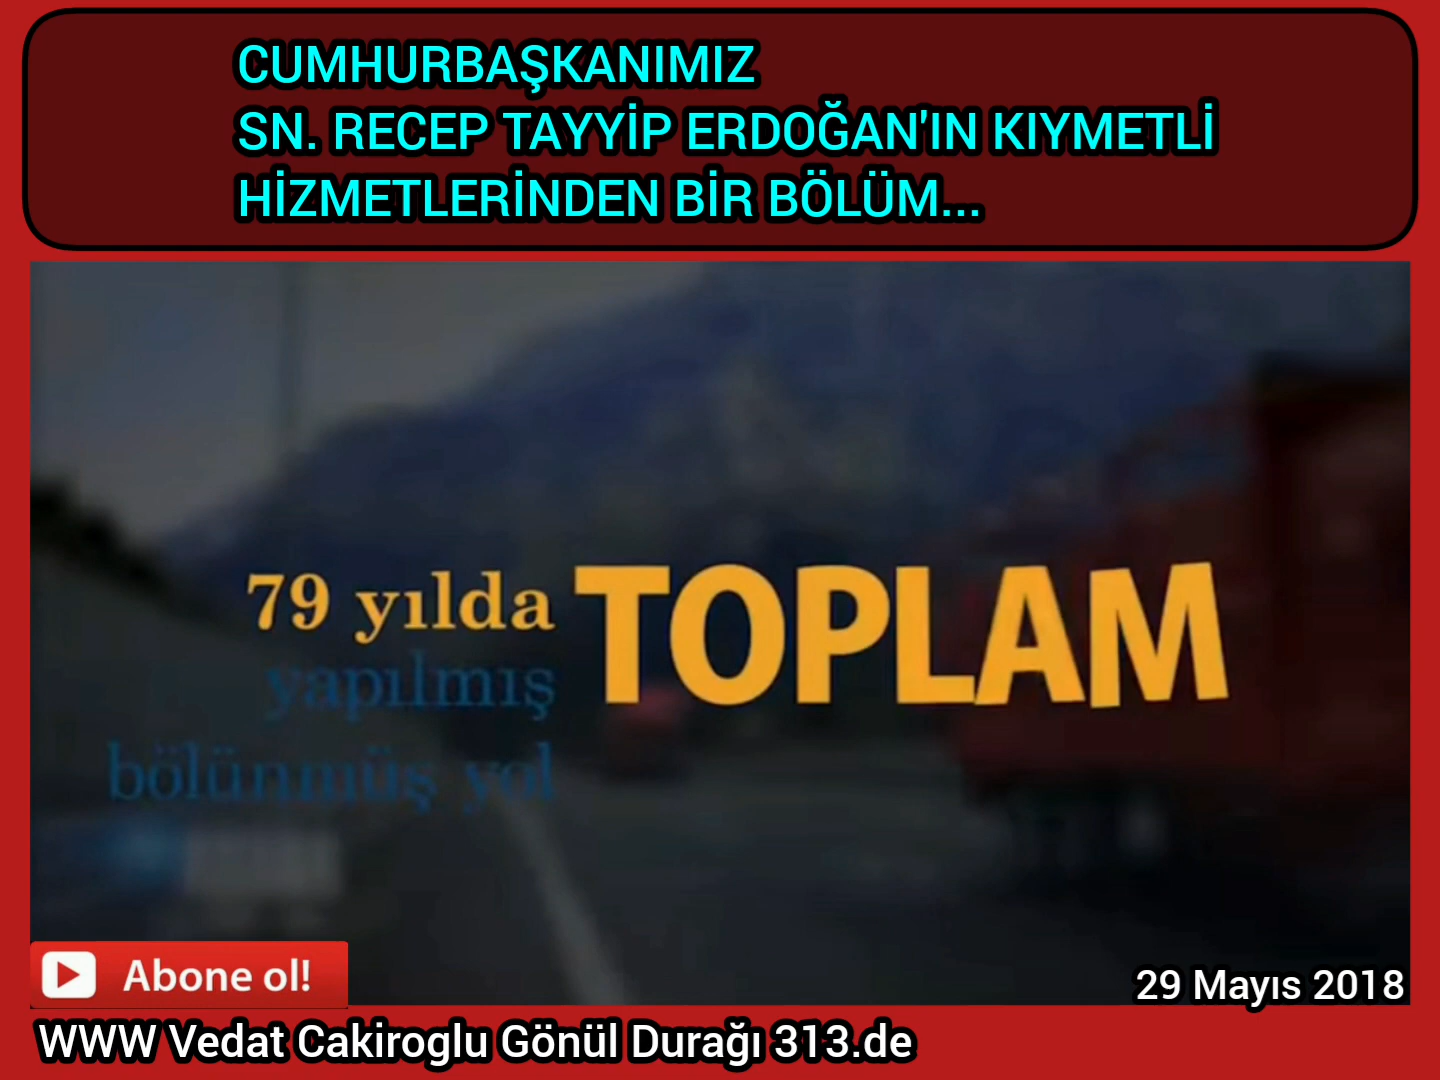 CUMHURBAŞKANIMIZ
SN. RECEP TAYYİP ERDOĞAN'IN KIYMETLİ
HİZMETLERİNDEN BİR BÖLÜM...
79 yılda TOPLAM
yapılmış
bölünmüş yol
Abone ol!
29 Mayıs 2018
WWW Vedat Cakiroglu Gönül Durağı 313.de